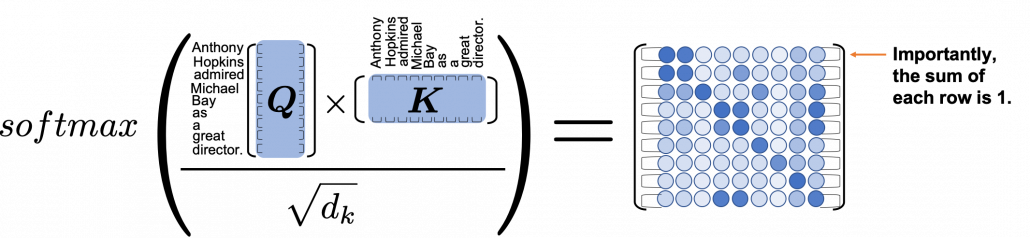 softmax
Anthony
Hopkins
admired
Michael
Bay
as
a
great
director.
Q
×
Anthony
Hopkins
admired
Michael
Bay
as
a
great
director.
K
√dₖ
=
Importantly,
the sum of
each row is 1.